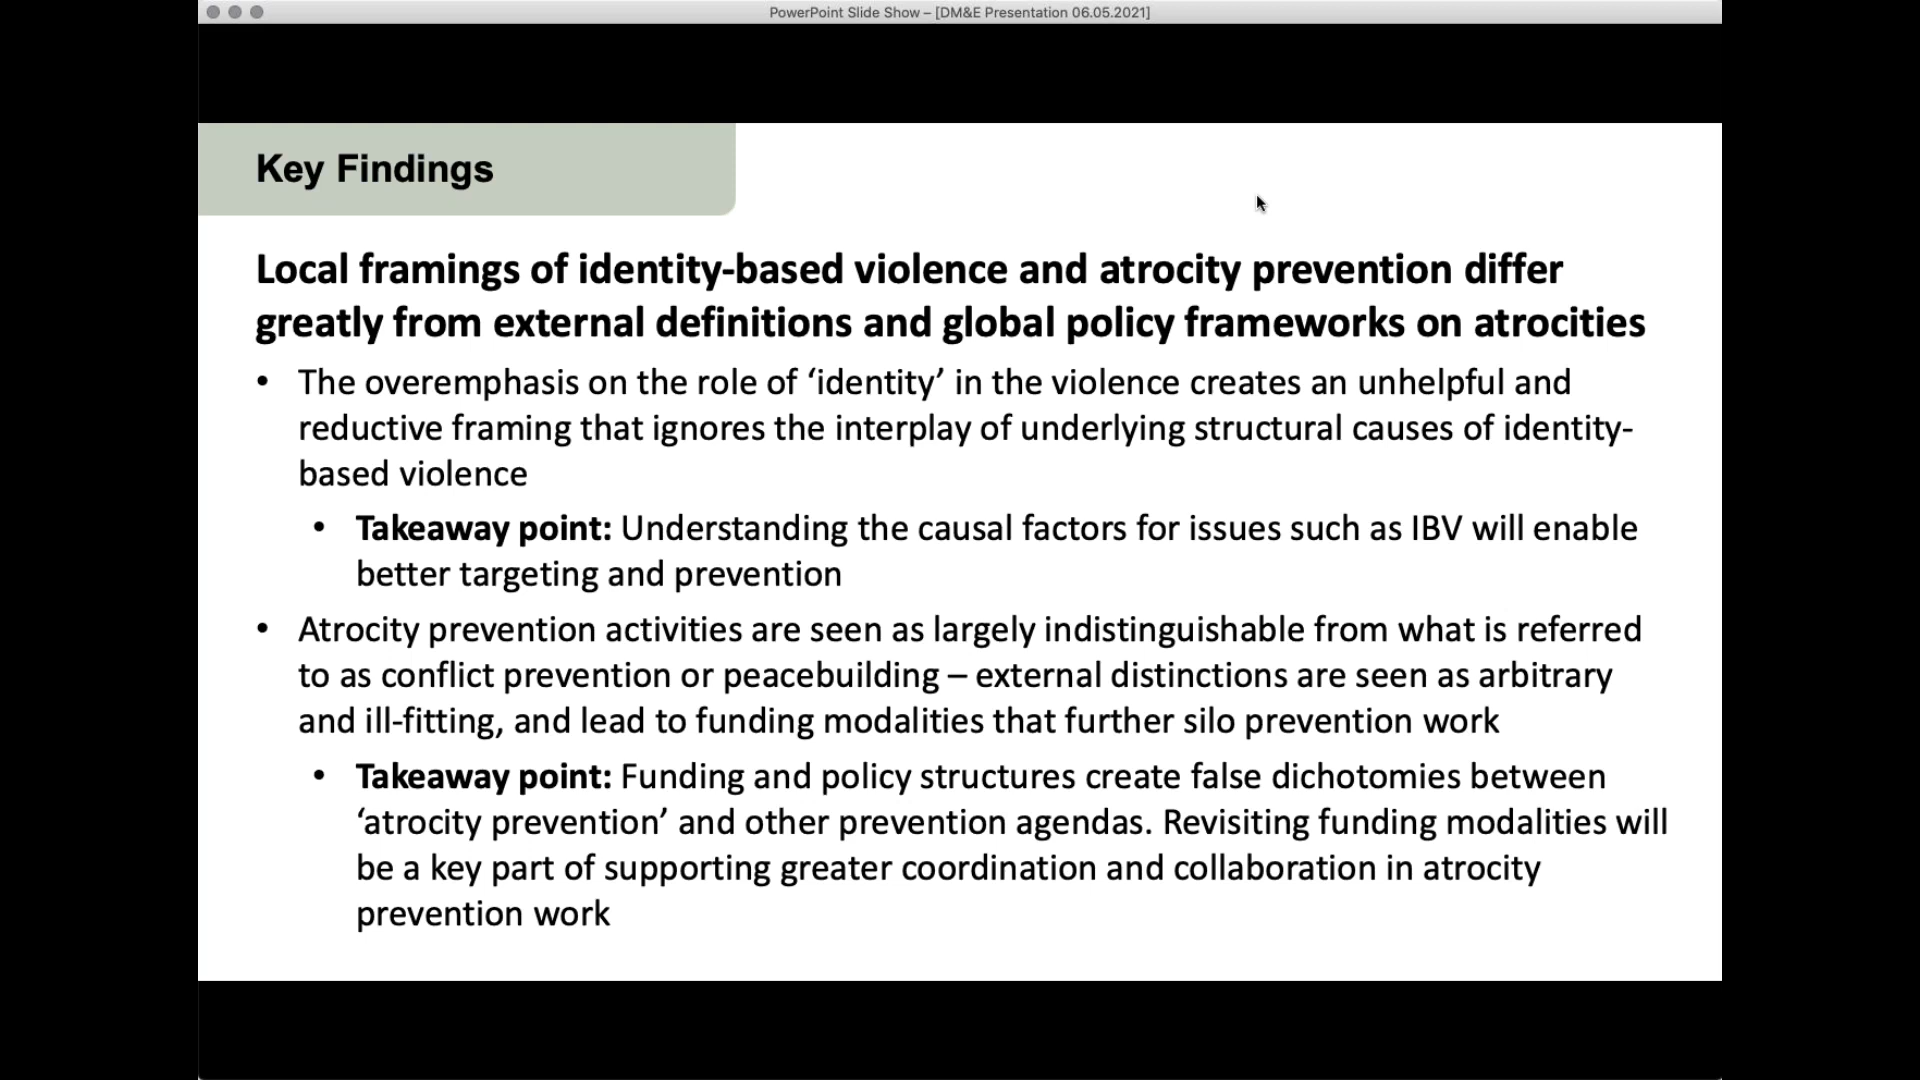 PowerPoint Slide Show – [DM&E Presentation 06.05.2021]
Key Findings
Local framings of identity-based violence and atrocity prevention differ
greatly from external definitions and global policy frameworks on atrocities
• The overemphasis on the role of ‘identity’ in the violence creates an unhelpful and
reductive framing that ignores the interplay of underlying structural causes of identity-
based violence
• Takeaway point: Understanding the causal factors for issues such as IBV will enable
better targeting and prevention
• Atrocity prevention activities are seen as largely indistinguishable from what is referred
to as conflict prevention or peacebuilding – external distinctions are seen as arbitrary
and ill-fitting, and lead to funding modalities that further silo prevention work
• Takeaway point: Funding and policy structures create false dichotomies between
‘atrocity prevention’ and other prevention agendas. Revisiting funding modalities will
be a key part of supporting greater coordination and collaboration in atrocity
prevention work